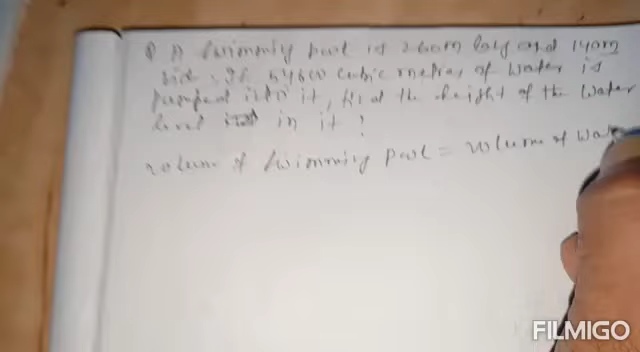 Q A swimming pool is 260m long and 140m
wide. If 54600 cubic metres of water is
pumped into it, find the height of the water
level in it ?
volume of swimming pool = volume of wat
FILMIGO